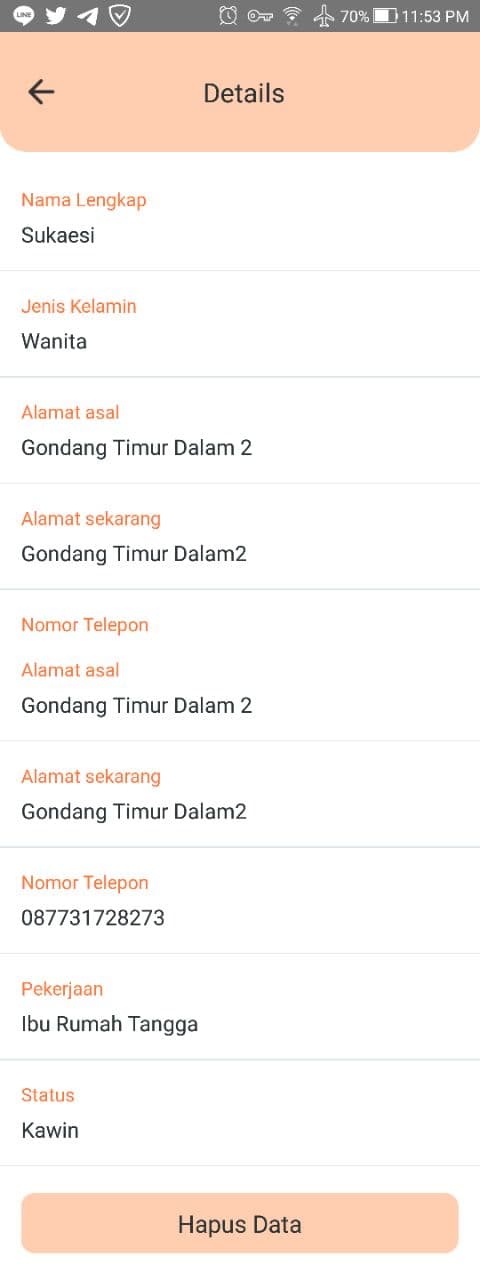 LINE
70% 11:53 PM
Details
Nama Lengkap
Sukaesi
Jenis Kelamin
Wanita
Alamat asal
Gondang Timur Dalam 2
Alamat sekarang
Gondang Timur Dalam2
Nomor Telepon
Alamat asal
Gondang Timur Dalam 2
Alamat sekarang
Gondang Timur Dalam2
Nomor Telepon
087731728273
Pekerjaan
Ibu Rumah Tangga
Status
Kawin
Hapus Data